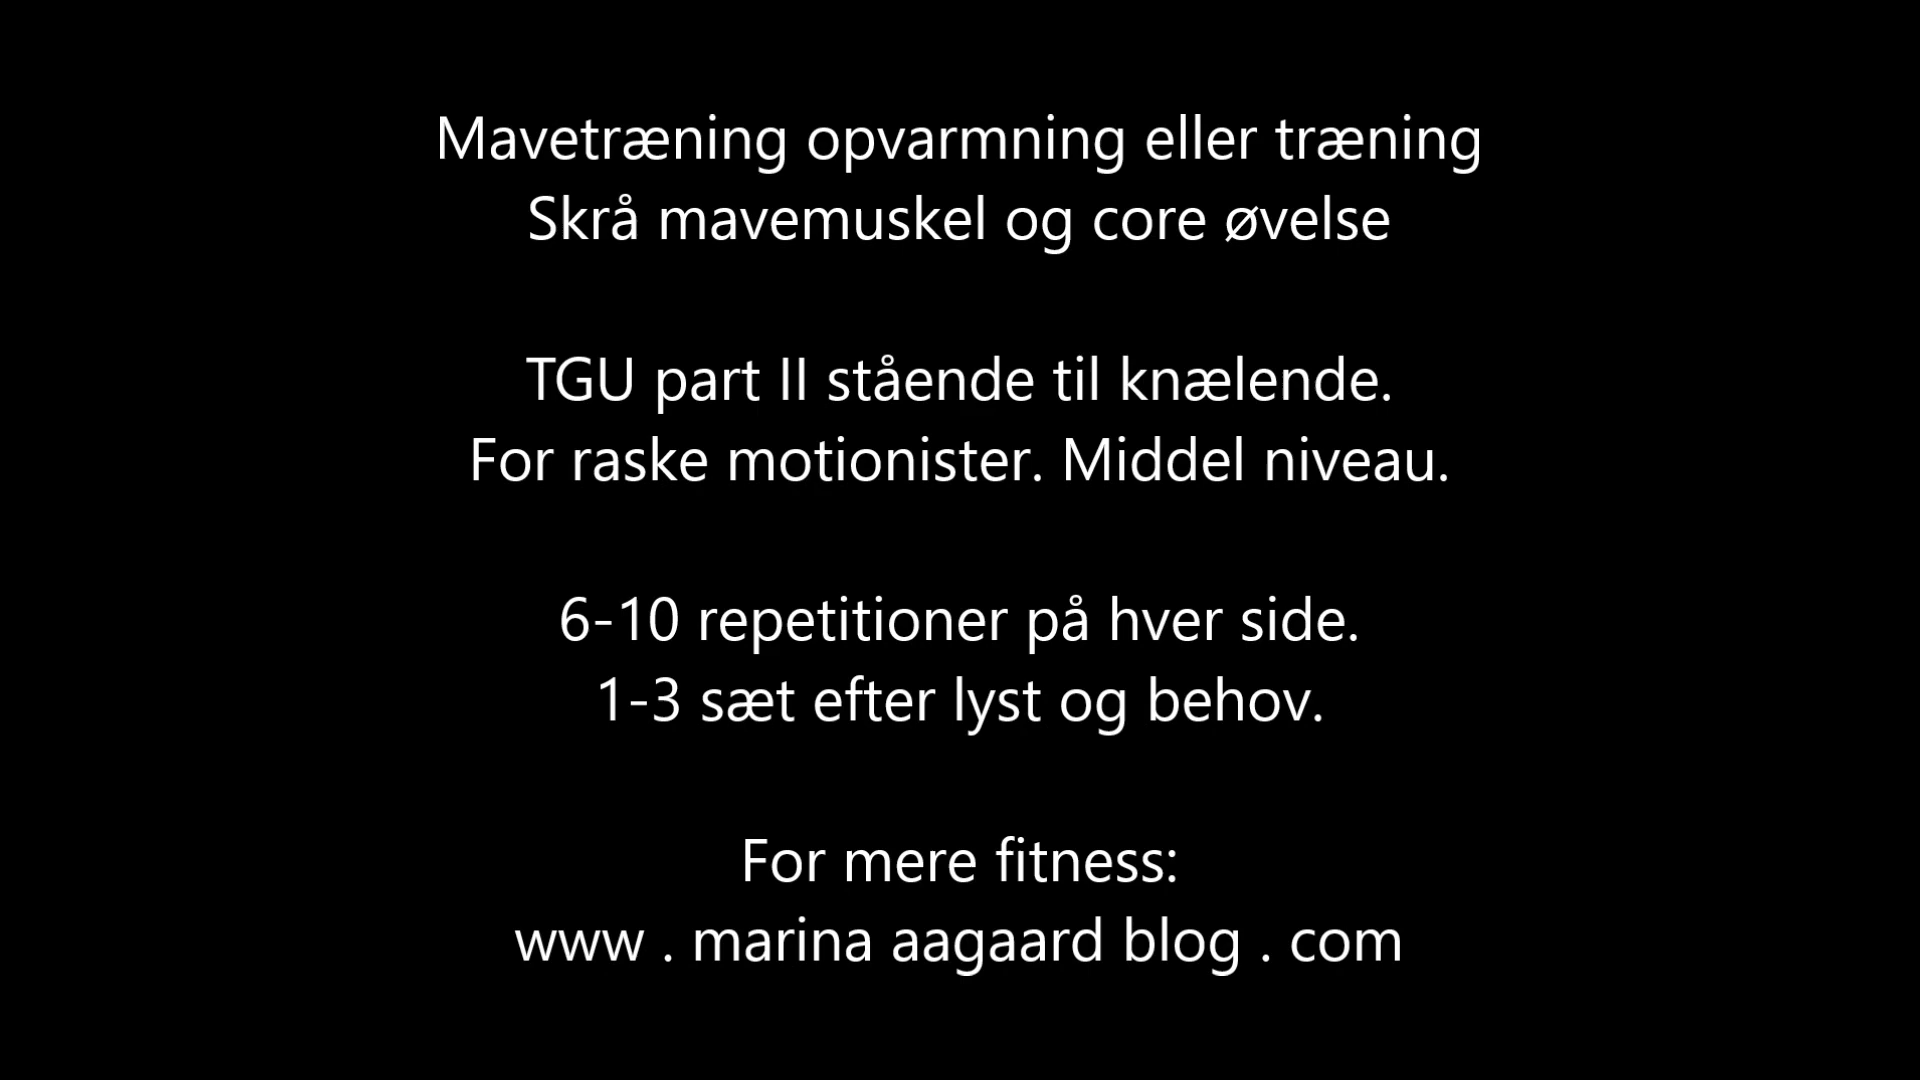 Mavetræning opvarmning eller træning
Skrå mavemuskel og core øvelse
TGU part II stående til knælende.
For raske motionister. Middel niveau.
6-10 repetitioner på hver side.
1-3 sæt efter lyst og behov.
For mere fitness:
www . marina aagaard blog . com